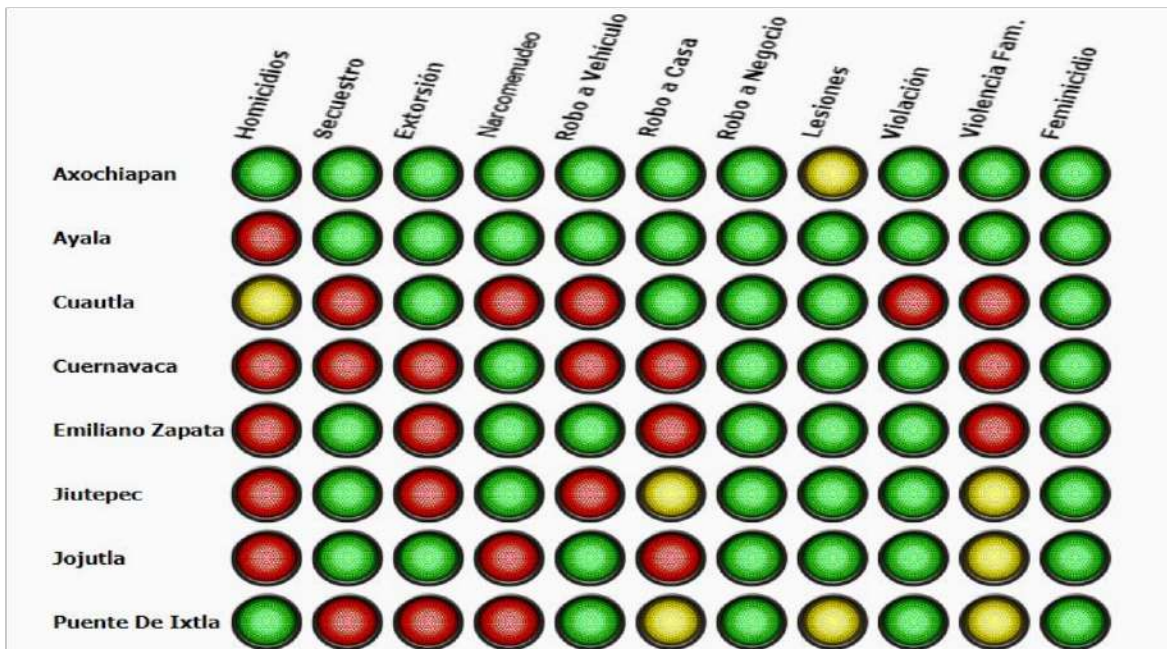 Homicidios
Secuestro
Extorsión
Narcomenudeo
Robo a Vehículo
Robo a Casa
Robo a Negocio
Lesiones
Violación
Violencia Fam.
Feminicidio
Axochiapan
Ayala
Cuautla
Cuernavaca
Emiliano Zapata
Jiutepec
Jojutla
Puente De Ixtla